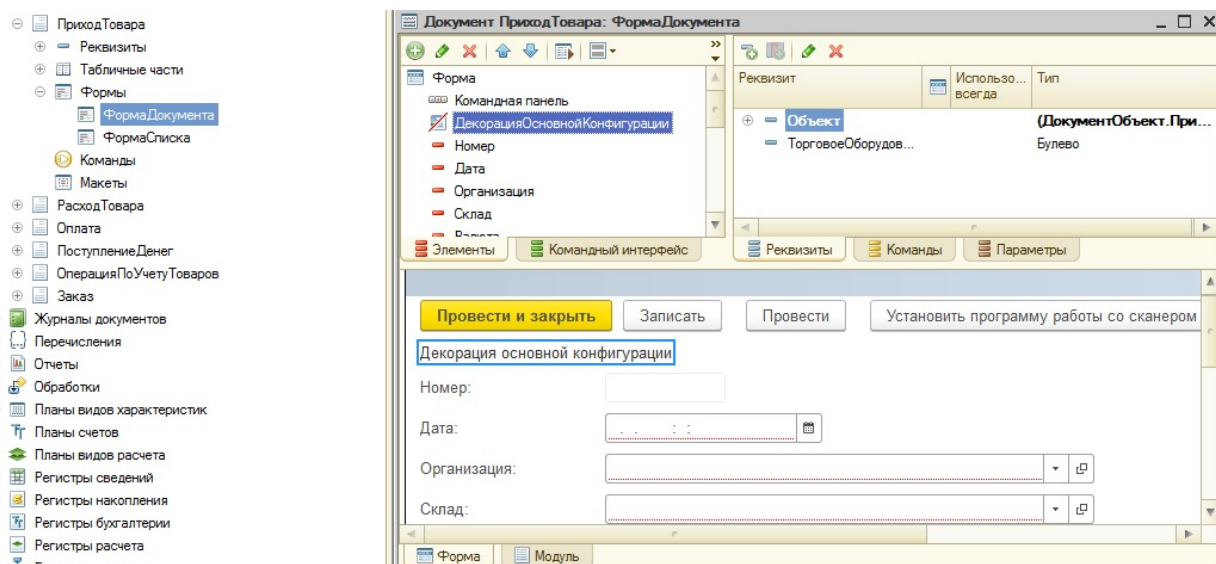 ПриходТовара
Реквизиты
Табличные части
Формы
ФормаДокумента
ФормаСписка
Команды
Макеты
РасходТовара
Оплата
ПоступлениеДенег
ОперацияПоУчетуТоваров
Заказ
Журналы документов
Перечисления
Отчеты
Обработки
Планы видов характеристик
Планы счетов
Планы видов расчета
Регистры сведений
Регистры накопления
Регистры бухгалтерии
Регистры расчета
Документ ПриходТовара: ФормаДокумента
Форма
Командная панель
ДекорацияОсновнойКонфигурации
Номер
Дата
Организация
Склад
Валюта
Элементы
Командный интерфейс
Реквизит
Использо...
всегда
Тип
Объект
(ДокументОбъект.При...
ТорговоеОборудов...
Булево
Реквизиты
Команды
Параметры
Провести и закрыть
Записать
Провести
Установить программу работы со сканером
Декорация основной конфигурации
Номер:
Дата:
. . : :
Организация:
Склад:
Форма
Модуль